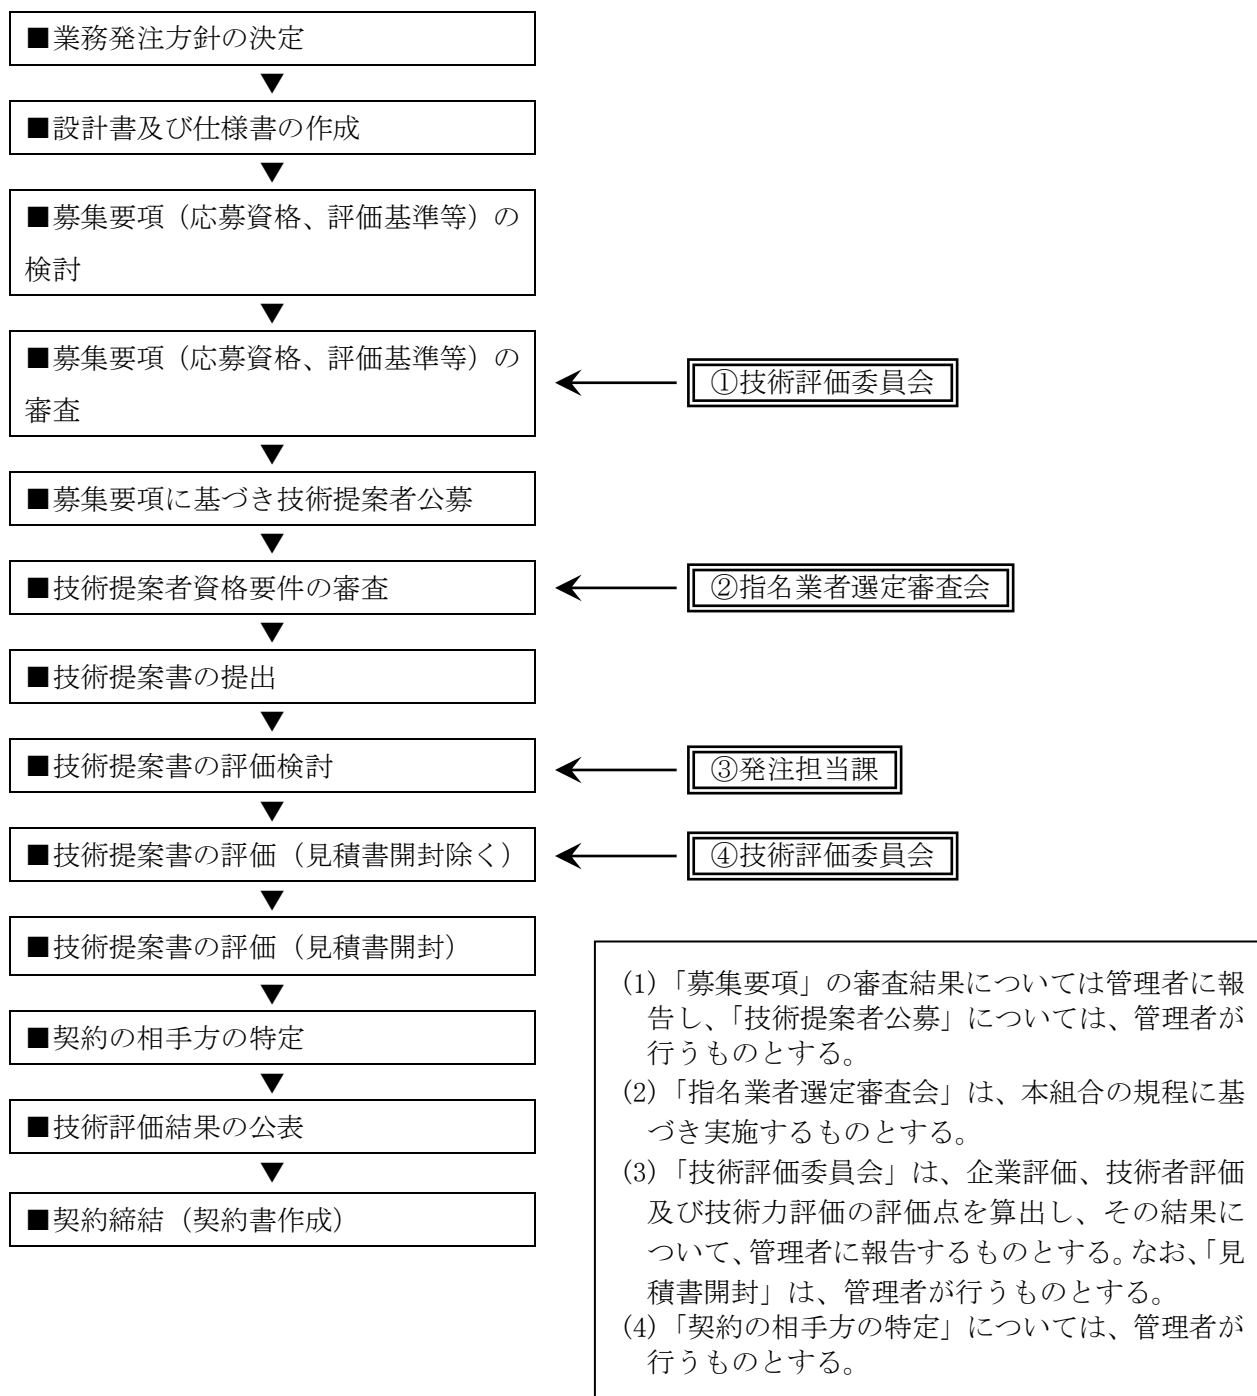 ■業務発注方針の決定
▼
■設計書及び仕様書の作成
▼
■募集要項（応募資格、評価基準等）の
検討
▼
■募集要項（応募資格、評価基準等）の
審査
①技術評価委員会
▼
■募集要項に基づき技術提案者公募
▼
■技術提案者資格要件の審査
②指名業者選定審査会
▼
■技術提案書の提出
▼
■技術提案書の評価検討
③発注担当課
▼
■技術提案書の評価（見積書開封除く）
④技術評価委員会
▼
■技術提案書の評価（見積書開封）
▼
■契約の相手方の特定
▼
■技術評価結果の公表
▼
■契約締結（契約書作成）
(1)「募集要項」の審査結果については管理者に報
告し、「技術提案者公募」については、管理者が
行うものとする。
(2)「指名業者選定審査会」は、本組合の規程に基
づき実施するものとする。
(3)「技術評価委員会」は、企業評価、技術者評価
及び技術力評価の評価点を算出し、その結果に
ついて、管理者に報告するものとする。なお、「見
積書開封」は、管理者が行うものとする。
(4)「契約の相手方の特定」については、管理者が
行うものとする。